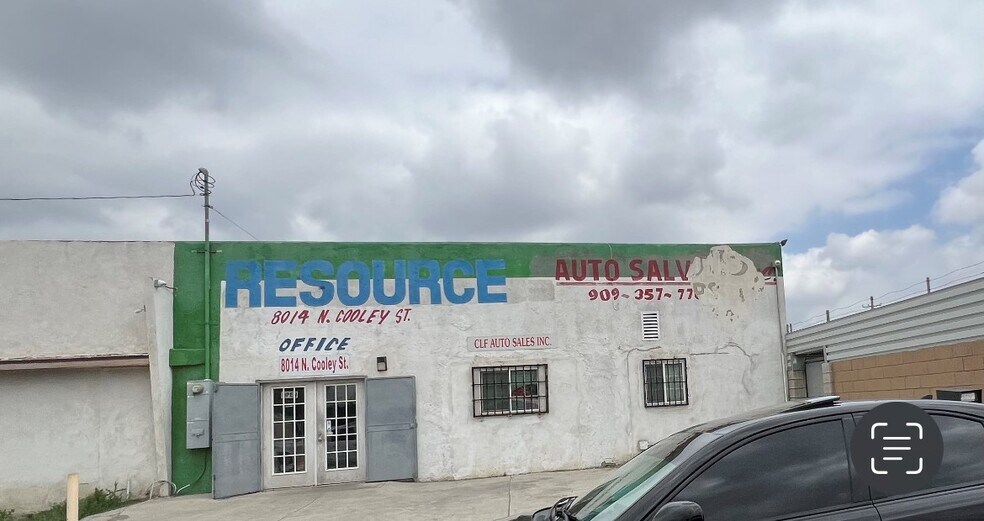 RESOURCE
8014 N. COOLEY ST.
OFFICE
8014 N. Cooley St.
AUTO SALV
909-357-77
CLF AUTO SALES INC.